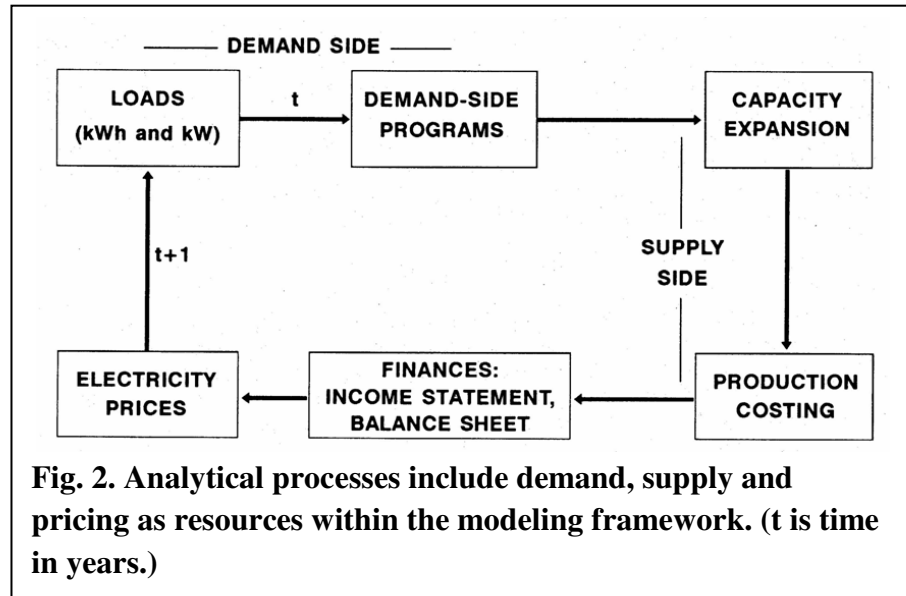 DEMAND SIDE
LOADS
(kWh and kW)
t
DEMAND-SIDE
PROGRAMS
CAPACITY
EXPANSION
t+1
SUPPLY
SIDE
ELECTRICITY
PRICES
FINANCES:
INCOME STATEMENT,
BALANCE SHEET
PRODUCTION
COSTING
Fig. 2. Analytical processes include demand, supply and
pricing as resources within the modeling framework. (t is time
in years.)